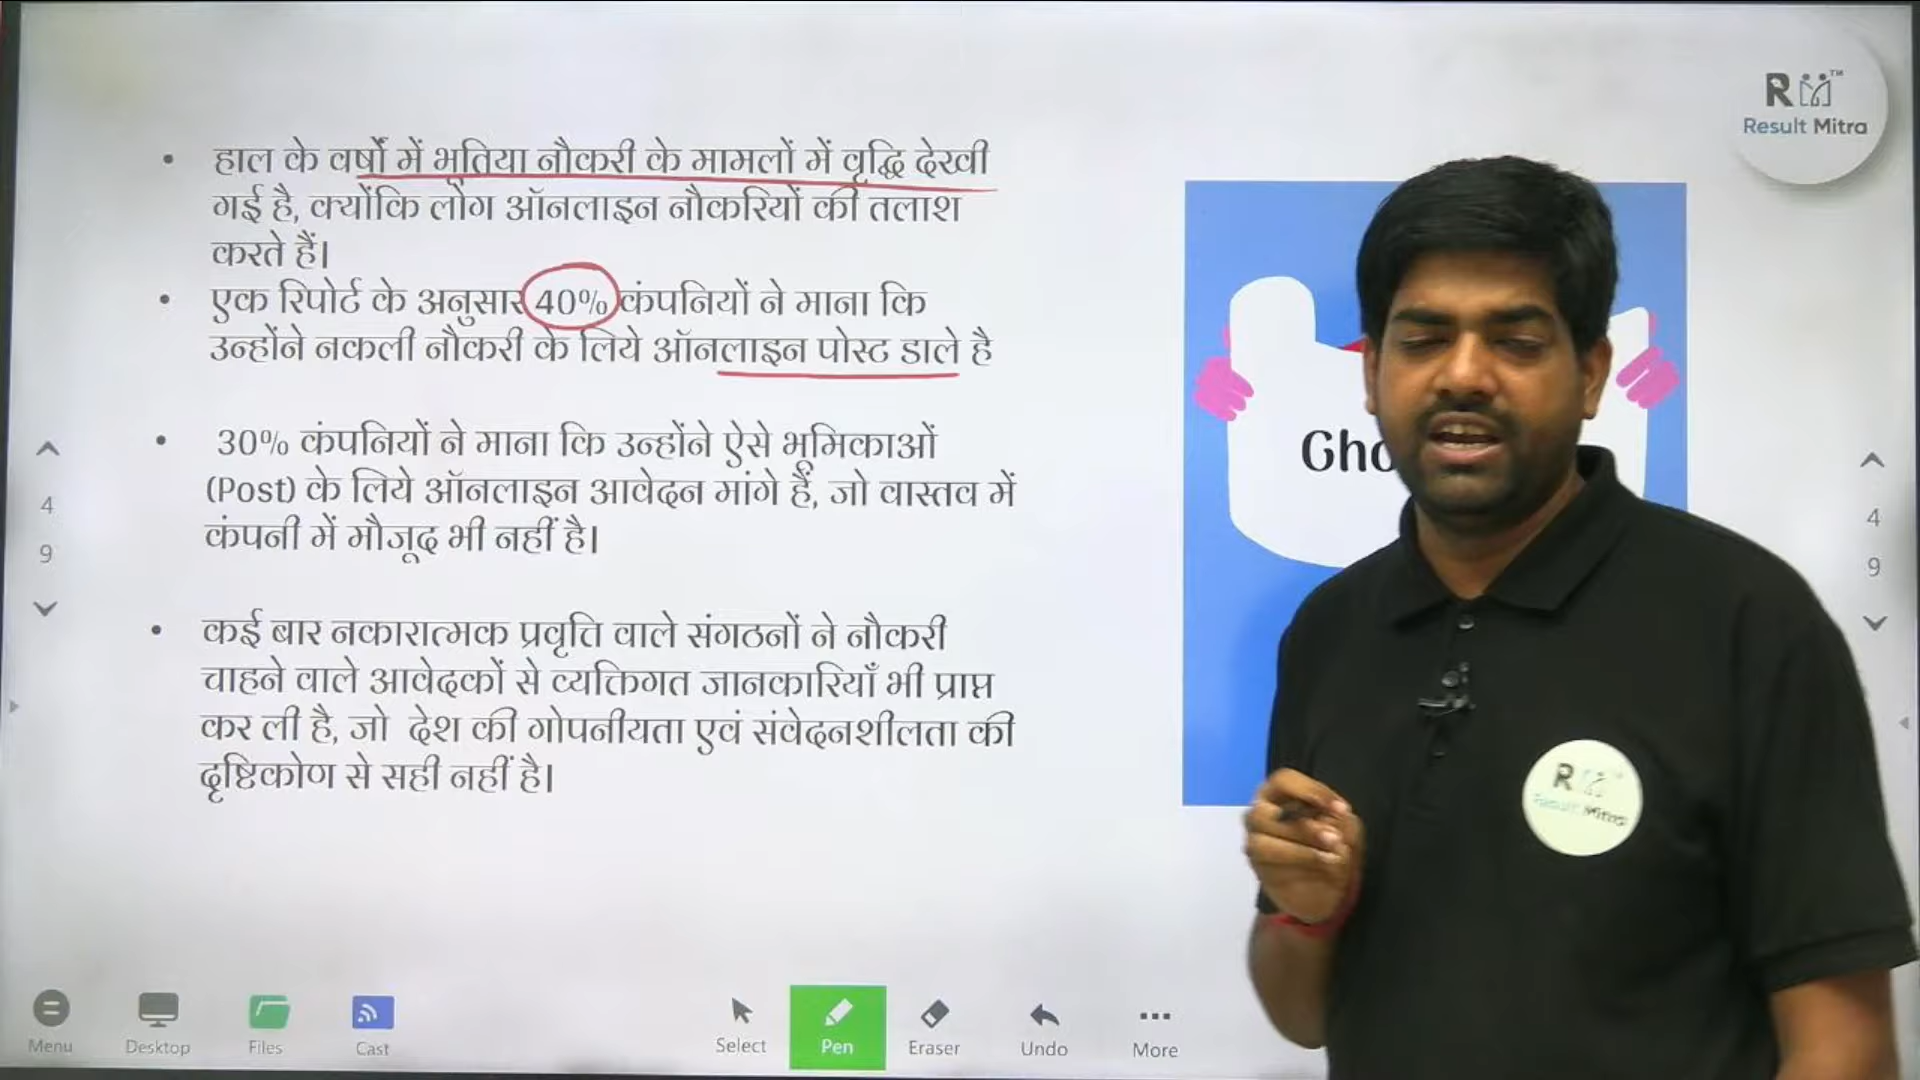 R TM
Result Mitra
• हाल के वर्षों में भूतिया नौकरी के मामलों में वृद्धि देखी
गई है, क्योंकि लोग ऑनलाइन नौकरियों की तलाश
करते हैं।
• एक रिपोर्ट के अनुसार 40% कंपनियों ने माना कि
उन्होंने नकली नौकरी के लिये ऑनलाइन पोस्ट डाले है
• 30% कंपनियों ने माना कि उन्होंने ऐसे भूमिकाओं
(Post) के लिये ऑनलाइन आवेदन मांगे हैं, जो वास्तव में
कंपनी में मौजूद भी नहीं है।
• कई बार नकारात्मक प्रवृत्ति वाले संगठनों ने नौकरी
चाहने वाले आवेदकों से व्यक्तिगत जानकारियाँ भी प्राप्त
कर ली है, जो देश की गोपनीयता एवं संवेदनशीलता की
दृष्टिकोण से सही नहीं है।
4
9
Gho
4
9
R
Result Mitra
Menu
Desktop
Files
Cast
Select
Pen
Eraser
Undo
More